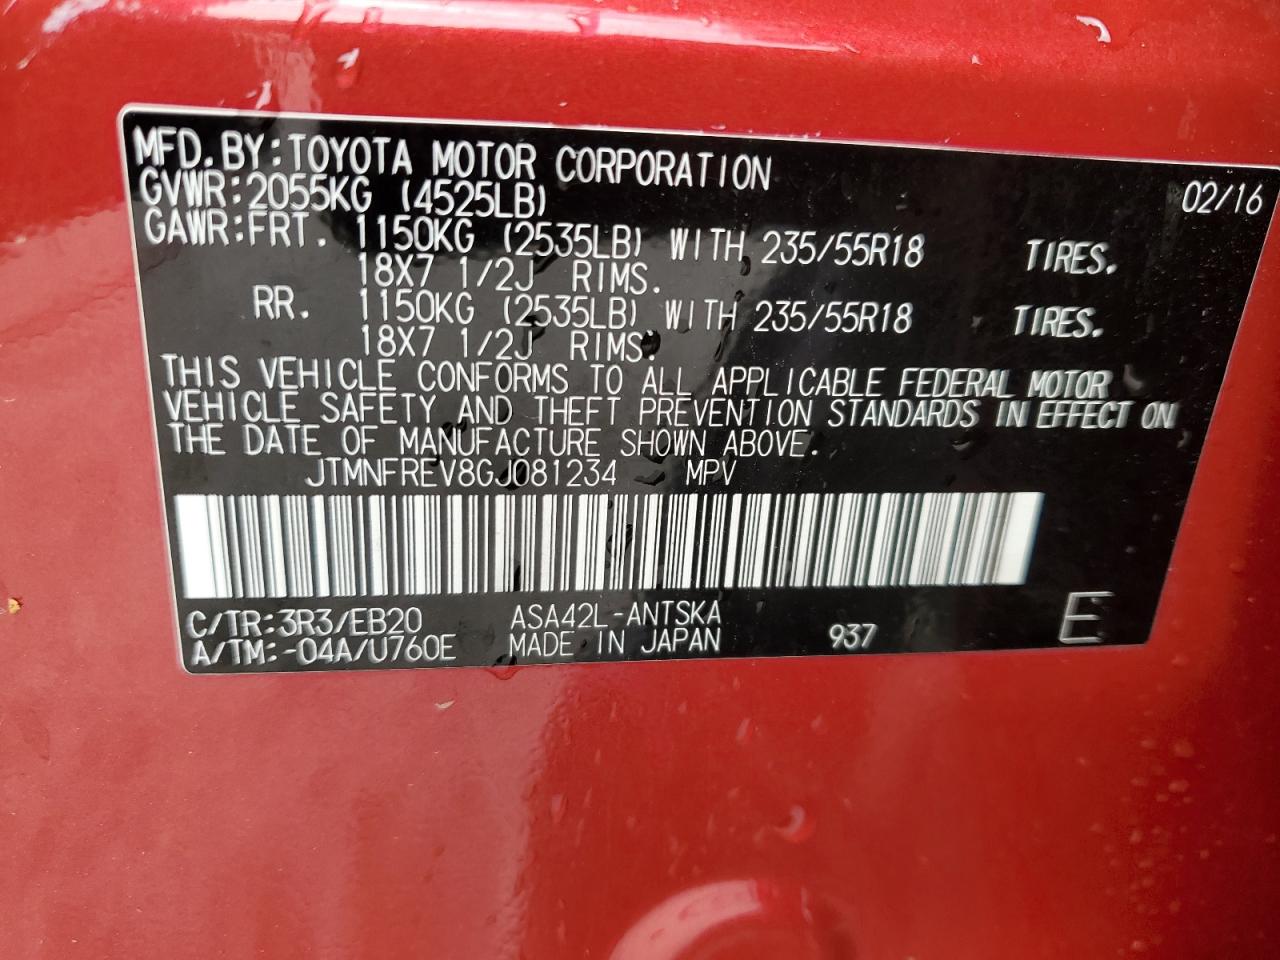 MFD. BY: TOYOTA MOTOR CORPORATION 02/16
GVWR: 2055KG (4525LB)
GAWR: FRT. 1150KG (2535LB) WITH 235/55R18 TIRES.
18X7 1/2J RIMS.
RR. 1150KG (2535LB) WITH 235/55R18 TIRES.
18X7 1/2J RIMS.
THIS VEHICLE CONFORMS TO ALL APPLICABLE FEDERAL MOTOR
VEHICLE SAFETY AND THEFT PREVENTION STANDARDS IN EFFECT ON
THE DATE OF MANUFACTURE SHOWN ABOVE.
JTMNFREV8GJ081234 MPV
C/TR: 3R3/EB20 ASA42L-ANTSKA
A/TM: -04A/U760E MADE IN JAPAN 937 E